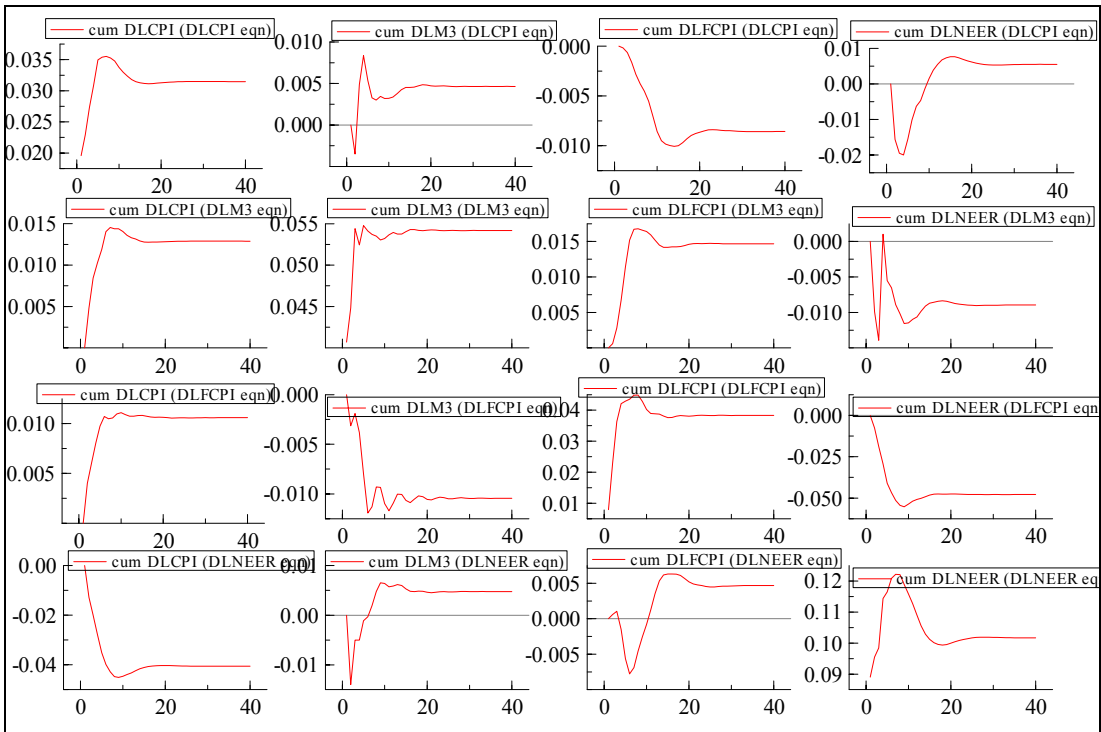 cum DLCPI (DLCPI eqn)
cum DLM3 (DLCPI eqn)
cum DLFCPI (DLCPI eqn)
cum DLNEER (DLCPI eqn)
0.035
0.030
0.025
0.020
0 20 40
0.010
0.005
0.000
0 20 40
0.000
-0.005
-0.010
0 20 40
0.01
0.00
-0.01
-0.02
0 20 40
cum DLCPI (DLM3 eqn)
cum DLM3 (DLM3 eqn)
cum DLFCPI (DLM3 eqn)
cum DLNEER (DLM3 eqn)
0.015
0.010
0.005
0 20 40
0.055
0.050
0.045
0.040
0 20 40
0.015
0.010
0.005
0.000
0 20 40
0.000
-0.005
-0.010
0 20 40
cum DLCPI (DLFCPI eqn)
cum DLM3 (DLFCPI eqn)
cum DLFCPI (DLFCPI eqn)
cum DLNEER (DLFCPI eqn
0.010
0.005
0 20 40
0.000
-0.005
-0.010
0 20 40
0.04
0.03
0.02
0.01
0 20 40
0.000
-0.025
-0.050
0 20 40
cum DLCPI (DLNEER eqn)
cum DLM3 (DLNEER eqn)
cum DLFCPI (DLNEER eqn)
cum DLNEER (DLNEER eq
0.00
-0.02
-0.04
0 20 40
0.01
0.00
-0.01
0 20 40
0.005
0.000
-0.005
0 20 40
0.12
0.11
0.10
0.09
0 20 40